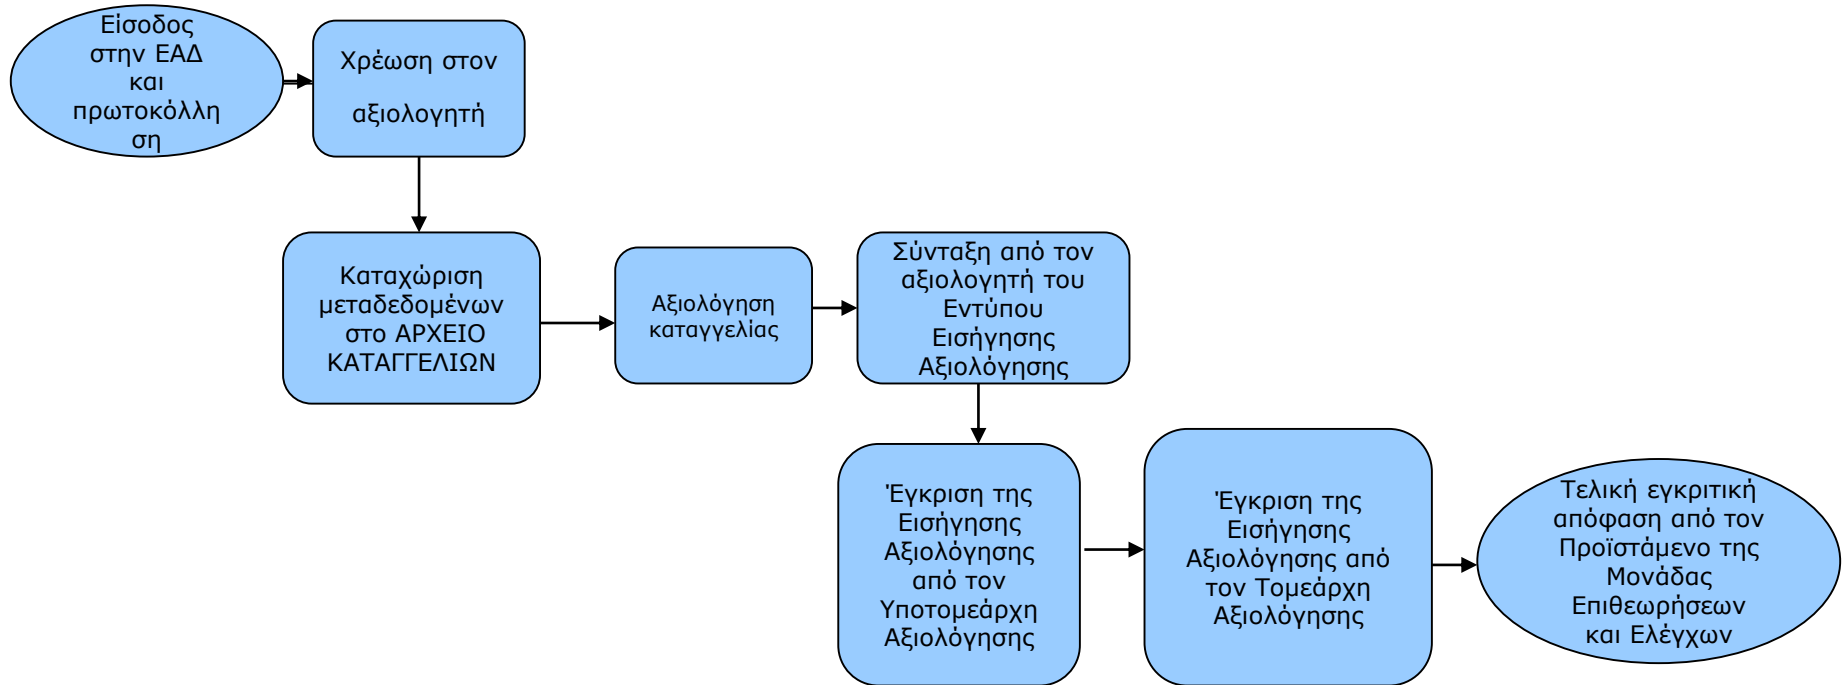 Είσοδος
στην ΕΑΔ
και
πρωτοκόλλη
ση
Χρέωση στον
αξιολογητή
Καταχώριση
μεταδεδομένων
στο ΑΡΧΕΙΟ
ΚΑΤΑΓΓΕΛΙΩΝ
Αξιολόγηση
καταγγελίας
Σύνταξη από τον
αξιολογητή του
Εντύπου
Εισήγησης
Αξιολόγησης
Έγκριση της
Εισήγησης
Αξιολόγησης
από τον
Υποτομεάρχη
Αξιολόγησης
Έγκριση της
Εισήγησης
Αξιολόγησης από
τον Τομεάρχη
Αξιολόγησης
Τελική εγκριτική
απόφαση από τον
Προϊστάμενο της
Μονάδας
Επιθεωρήσεων
και Ελέγχων